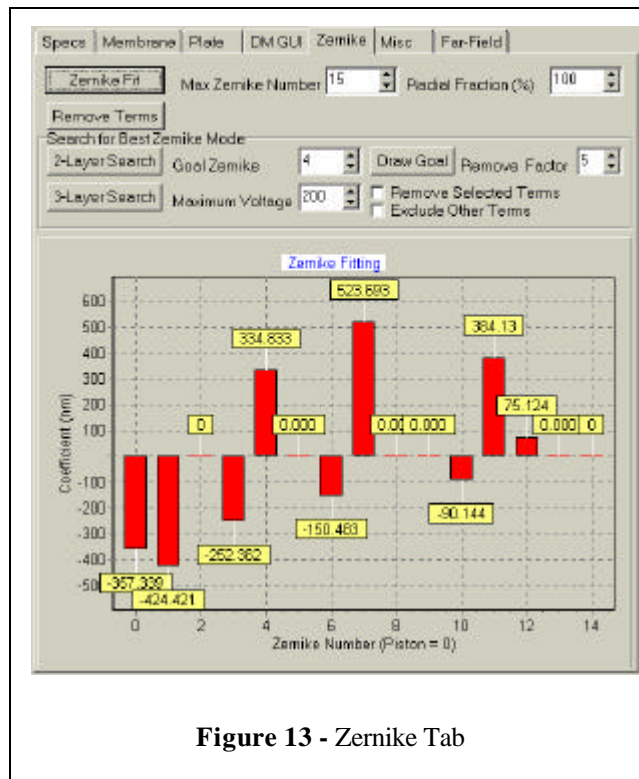 Specs Membrane Plate DM GUI Zernike Misc Far-Field
Zernike Fit Max Zernike Number 15 Radial Fraction (%) 100
Remove Terms
Search for Best Zernike Mode
2-Layer Search Goal Zernike 4 Draw Goal Remove Factor 5
3-Layer Search Maximum Voltage 200 Remove Selected Terms
Exclude Other Terms
Zernike Fitting
523.693
600
500
334.833
384.13
400
300
200
75.124
0 0.000 0.00 0.000 0.000 0
100
Coefficient (nm)
-100
-90.144
-200
-150.483
-300
-252.362
-400
-500
-357.339
-424.421
0 2 4 6 8 10 12 14
Zernike Number (Piston = 0)
Figure 13 - Zernike Tab